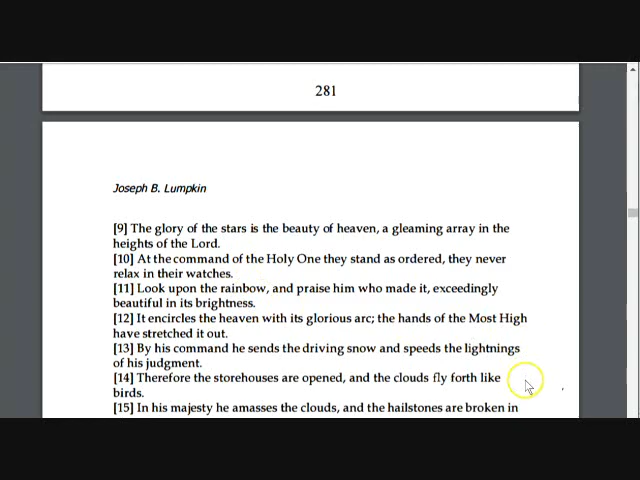 281
Joseph B. Lumpkin
[9] The glory of the stars is the beauty of heaven, a gleaming array in the
heights of the Lord.
[10] At the command of the Holy One they stand as ordered, they never
relax in their watches.
[11] Look upon the rainbow, and praise him who made it, exceedingly
beautiful in its brightness.
[12] It encircles the heaven with its glorious arc; the hands of the Most High
have stretched it out.
[13] By his command he sends the driving snow and speeds the lightnings
of his judgment.
[14] Therefore the storehouses are opened, and the clouds fly forth like
birds.
[15] In his majesty he amasses the clouds, and the hailstones are broken in